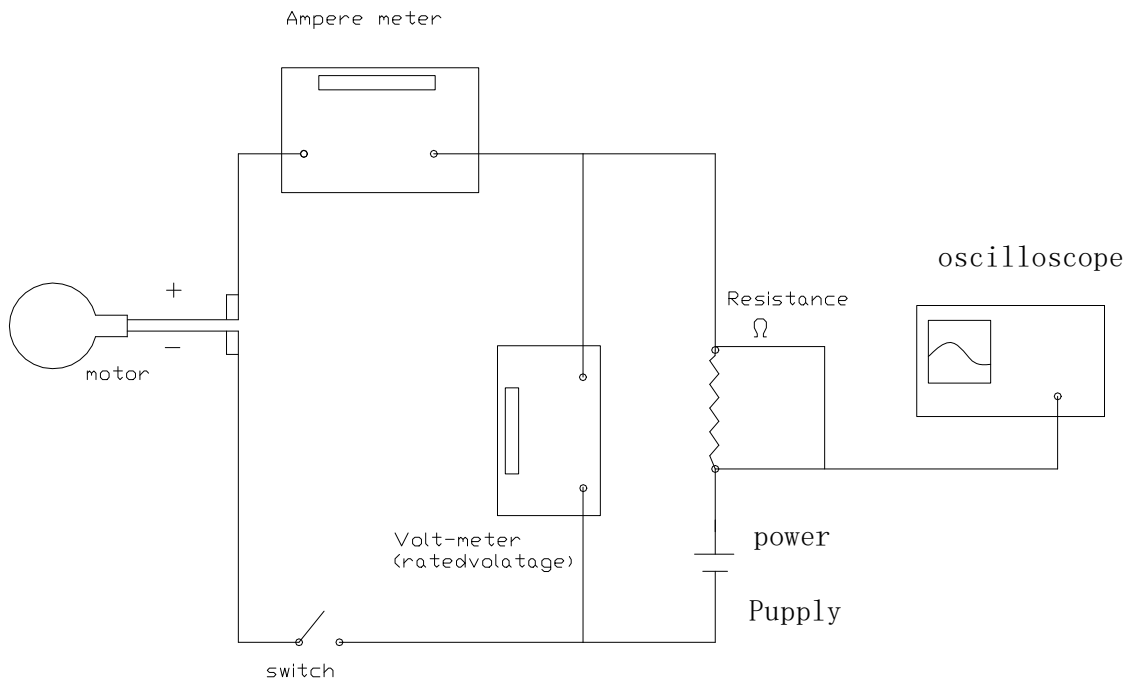 Ampere meter
oscilloscope
+
Resistance
Ω
−
motor
Volt-meter
(ratedvolatage)
power
Pupply
switch